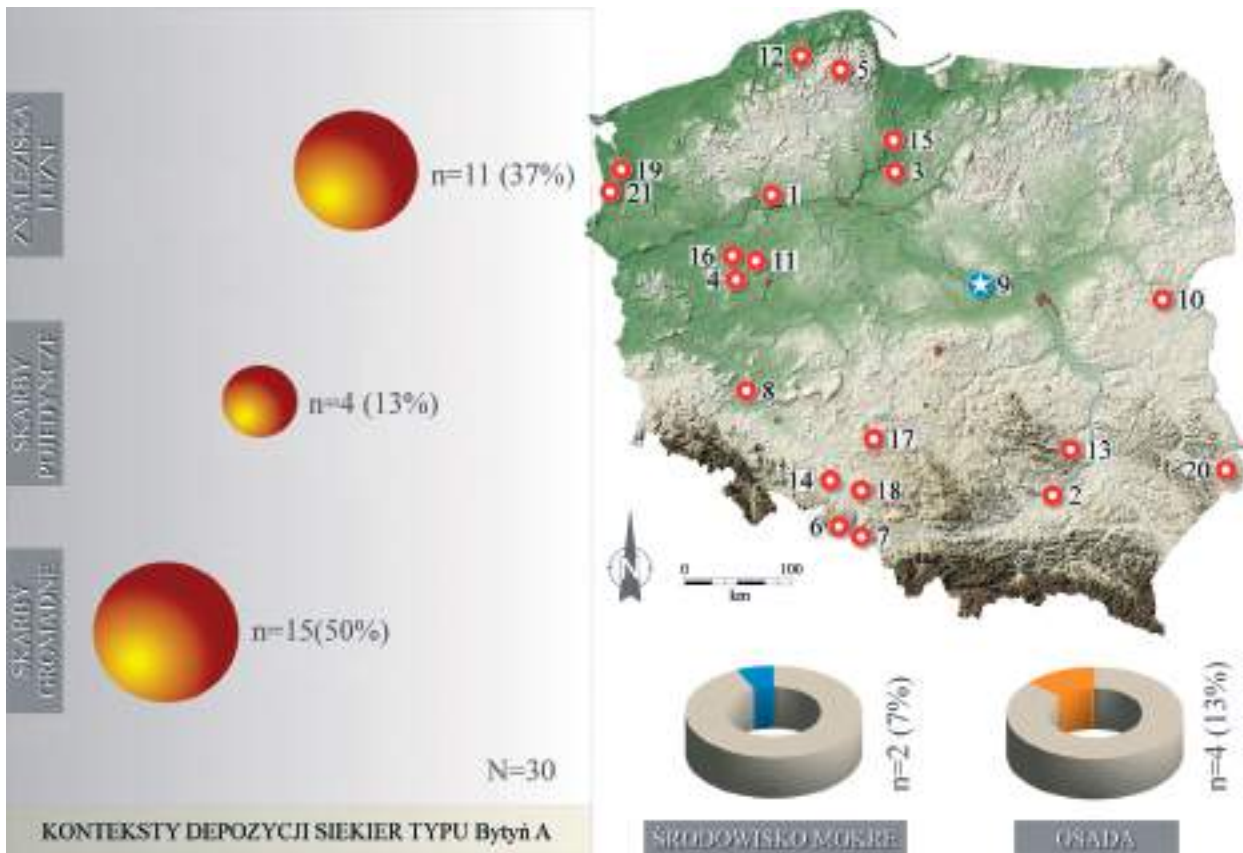 ZNALEZISKA
LUŹNE
n=11 (37%)
SKARBY
POJEDYNCZE
n=4 (13%)
SKARBY
GROMADNE
n=15(50%)
N=30
KONTEKSTY DEPOZYCJI SIEKIER TYPU Bytyń A
12
5
15
3
19
21
1
16
11
4
9
10
8
17
13
14
18
2
20
6
7
N
0 100
km
n=2 (7%)
n=4 (13%)
ŚRODOWISKO MOKRE
OSADA